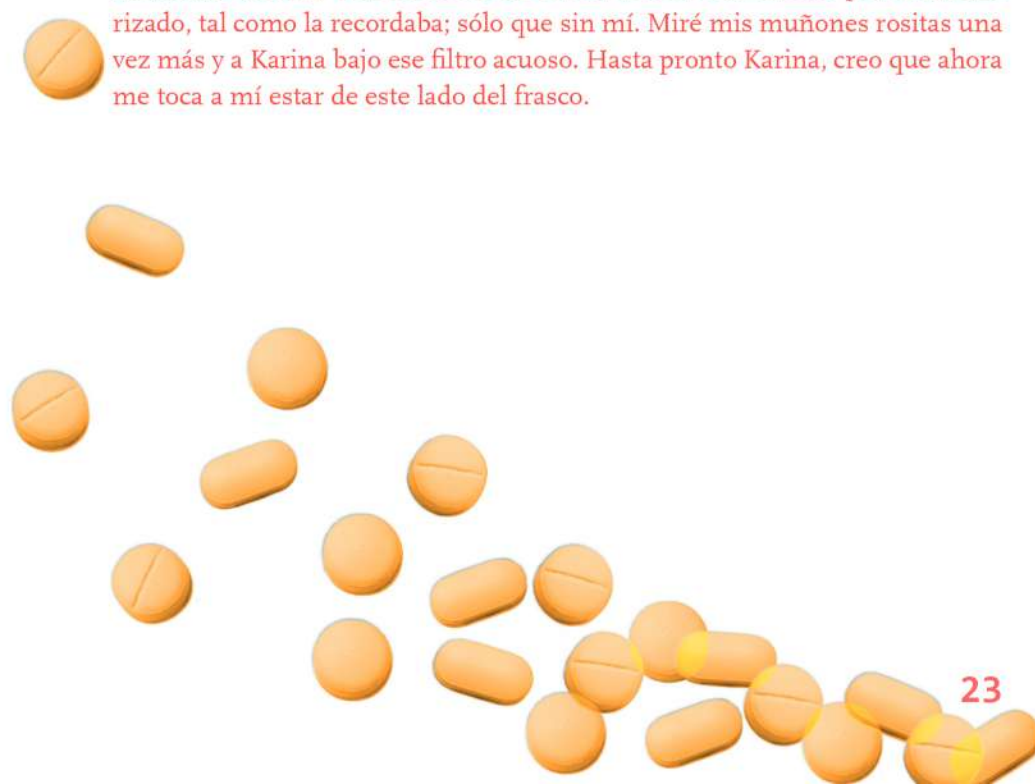 rizado, tal como la recordaba; sólo que sin mí. Miré mis muñones rositas una
vez más y a Karina bajo ese filtro acuoso. Hasta pronto Karina, creo que ahora
me toca a mí estar de este lado del frasco.
23